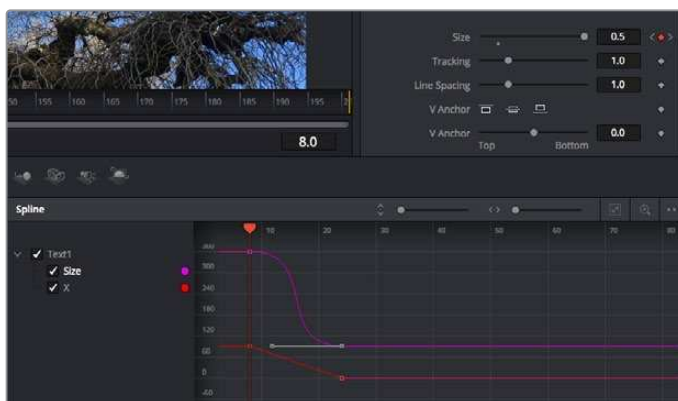 Size 0.5
Tracking 1.0
Line Spacing 1.0
V Anchor
V Anchor 0.0
Top Bottom
50 155 160 165 170 175 180 185 190 195
8.0
Spline
10 20 30 40 50 60 70 80
Text1
Size
X
300
240
180
120
60
0
-60